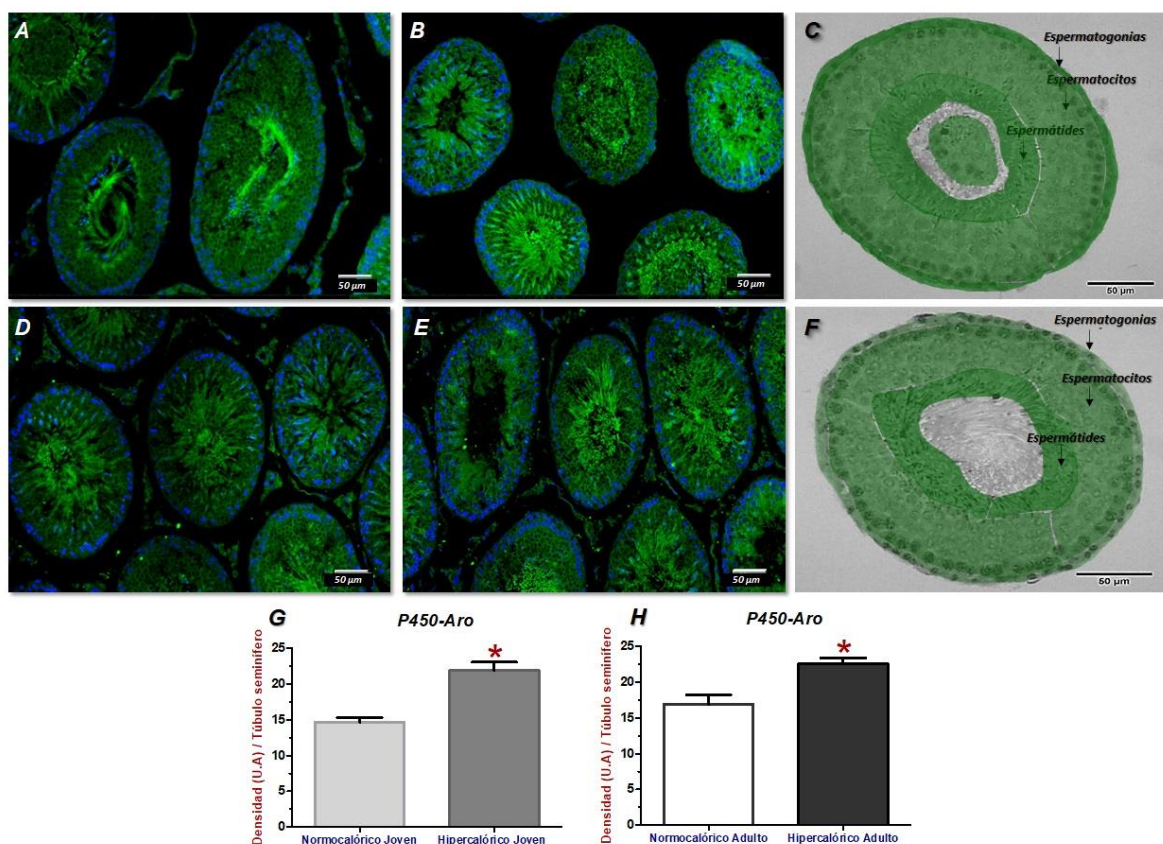 A
50 µm
B
50 µm
C
Espermatogonias
Espermatocitos
Espermátides
50 µm
D
50 µm
E
50 µm
F
Espermatogonias
Espermatocitos
Espermátides
50 µm
G
P450-Aro
Densidad (U.A) / Túbulo seminífero
25
20
15
10
5
0
*
Normocalórico Joven
Hipercalórico Joven
H
P450-Aro
Densidad (U.A) / Túbulo seminífero
25
20
15
10
5
0
*
Normocalórico Adulto
Hipercalórico Adulto